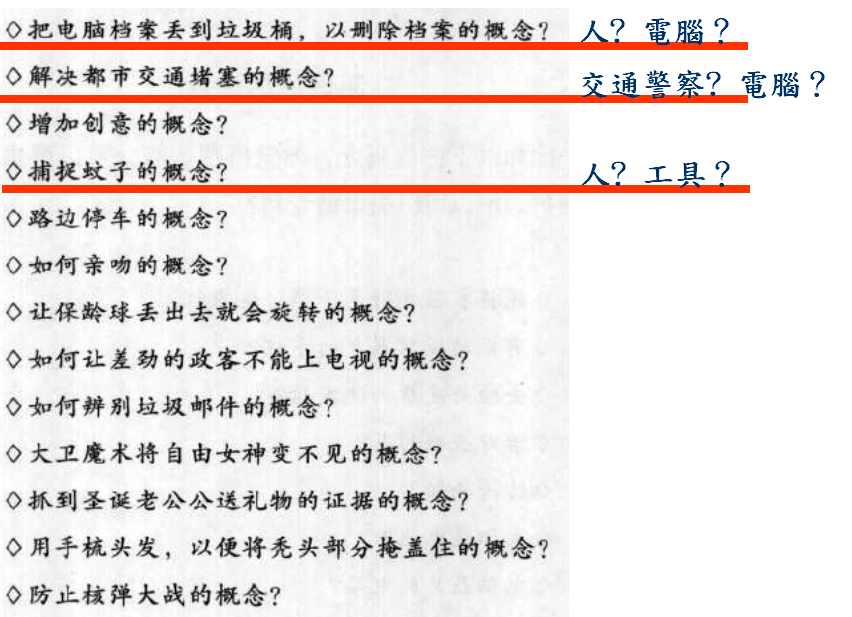 ◇把电脑档案丢到垃圾桶，以删除档案的概念？ 人？電腦？
◇解决都市交通堵塞的概念？ 交通警察？電腦？
◇增加创意的概念？
◇捕捉蚊子的概念？ 人？工具？
◇路边停车的概念？
◇如何亲吻的概念？
◇让保龄球丢出去就会旋转的概念？
◇如何让差劲的政客不能上电视的概念？
◇如何辨别垃圾邮件的概念？
◇大卫魔术将自由女神变不见的概念？
◇抓到圣诞老公公送礼物的证据的概念？
◇用手梳头发，以便将秃头部分掩盖住的概念？
◇防止核弹大战的概念？